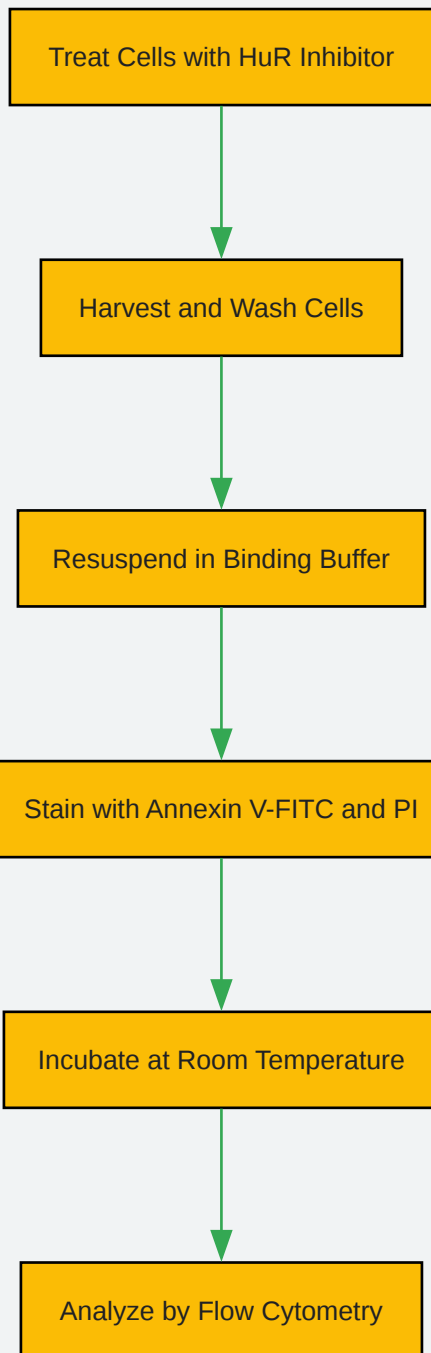 Treat Cells with HuR Inhibitor
Harvest and Wash Cells
Resuspend in Binding Buffer
Stain with Annexin V-FITC and PI
Incubate at Room Temperature
Analyze by Flow Cytometry